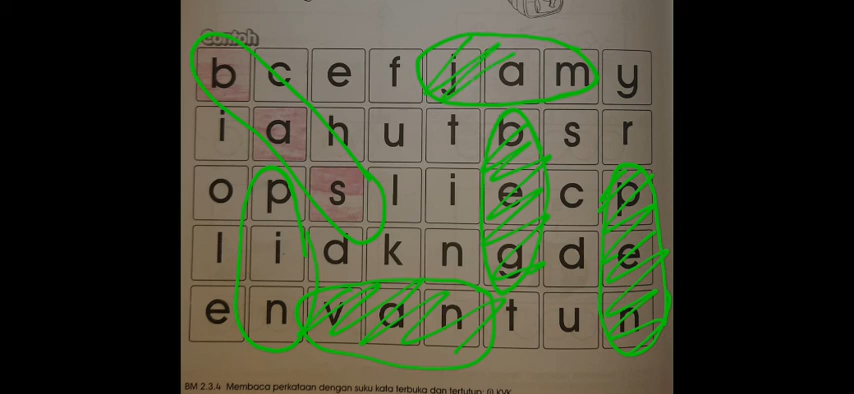 Contoh
b c e f j a m y
i a h u t b s r
o p s l i e c p
l i d k n g d e
e n v a n t u n
BM 2.3.4 Membaca perkataan dengan suku kata terbuka dan tertutup: (i) KVK